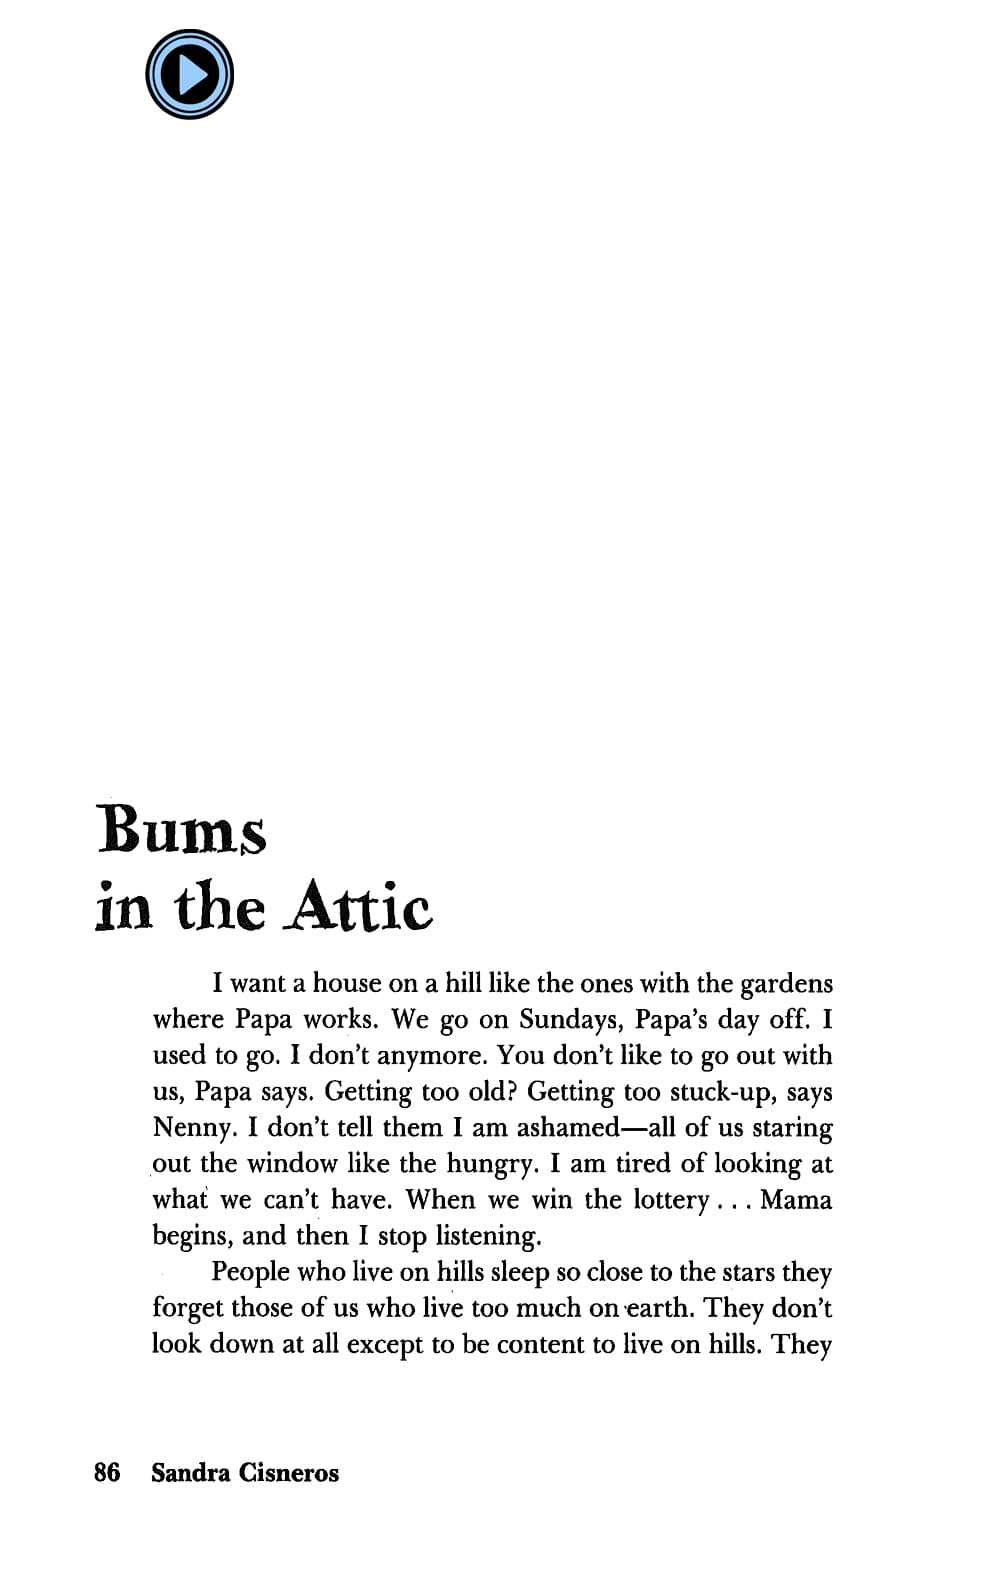 Bums
in the Attic
I want a house on a hill like the ones with the gardens
where Papa works. We go on Sundays, Papa's day off. I
used to go. I don't anymore. You don't like to go out with
us, Papa says. Getting too old? Getting too stuck-up, says
Nenny. I don't tell them I am ashamed—all of us staring
out the window like the hungry. I am tired of looking at
what we can't have. When we win the lottery . . . Mama
begins, and then I stop listening.
People who live on hills sleep so close to the stars they
forget those of us who live too much on earth. They don't
look down at all except to be content to live on hills. They
86 Sandra Cisneros